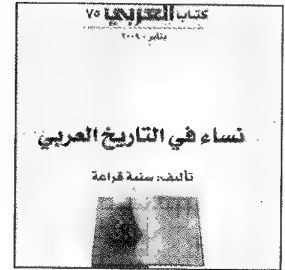 كتاب العربي ٧٥
يناير ٢٠٠٩
نساء في التاريخ العربي
تأليف: سنية قراعة